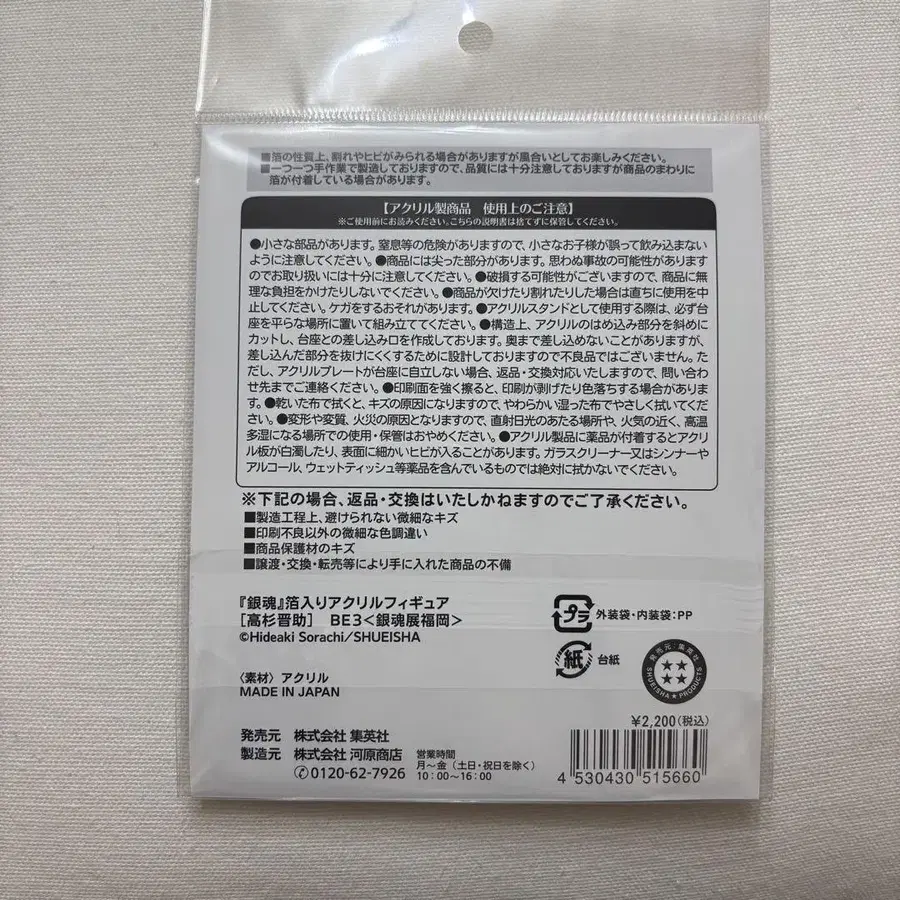 ■箔の性質上、割れやヒビがみられる場合がありますが風合いとしてお楽しみください。
■一つ一つ手作業で製造しておりますので、品質には十分注意しておりますが商品のまわりに
箔が付着している場合があります。
【アクリル製商品　使用上のご注意】
※ご使用前にお読みください。こちらの説明書は捨てずに保管してください。
●小さな部品があります。窒息等の危険がありますので、小さなお子様が誤って飲み込まない
ように注意してください。●商品には尖った部分があります。思わぬ事故の可能性があります
のでお取り扱いには十分に注意してください。●破損する可能性がございますので、商品に無
理な負担をかけたりしないでください。●商品が欠けたり割れたりした場合は直ちに使用を中
止してください。ケガをするおそれがあります。●アクリルスタンドとして使用する際は、必ず台
座を平らな場所に置いて組み立ててください。●構造上、アクリルのはめ込み部分を斜めに
カットし、台座との差し込み口を作成しております。奥まで差し込めないことがありますが、
差し込んだ部分を抜けにくくするために設計しておりますので不良品ではございません。た
だし、アクリルプレートが台座に自立しない場合、返品・交換対応いたしますので、問い合わ
せ先までご連絡ください。●印刷面を強く擦ると、印刷が剥げたり色落ちする場合がありま
す。●乾いた布で拭くと、キズの原因になりますので、やわらかい湿った布でやさしく拭いてくだ
さい。●変形や変質、火災の原因となりますので、直射日光のあたる場所や、火気の近く、高温
多湿になる場所での使用・保管はおやめください。●アクリル製品に薬品が付着するとアクリ
ル板が白濁したり、表面に細かいヒビが入ることがあります。ガラスクリーナー又はシンナーや
アルコール、ウェットティッシュ等薬品を含んでいるものでは絶対に拭かないでください。
※下記の場合、返品・交換はいたしかねますのでご了承ください。
■製造工程上、避けられない微細なキズ
■印刷不良以外の微細な色調違い
■商品保護材のキズ
■譲渡・交換・転売等により手に入れた商品の不備
『銀魂』箔入りアクリルフィギュア
[高杉晋助]　BE3<銀魂展福岡>
©Hideaki Sorachi/SHUEISHA
プラ 外装袋・内装袋:PP
紙 台紙
発売元:集英社
SHUEISHA★PRODUCTS
〈素材〉アクリル
MADE IN JAPAN
¥2,200(税込)
発売元　株式会社 集英社
製造元　株式会社 河原商店
0120-62-7926
営業時間
月〜金（土日・祝日を除く）
10:00〜16:00
4 530430 515660